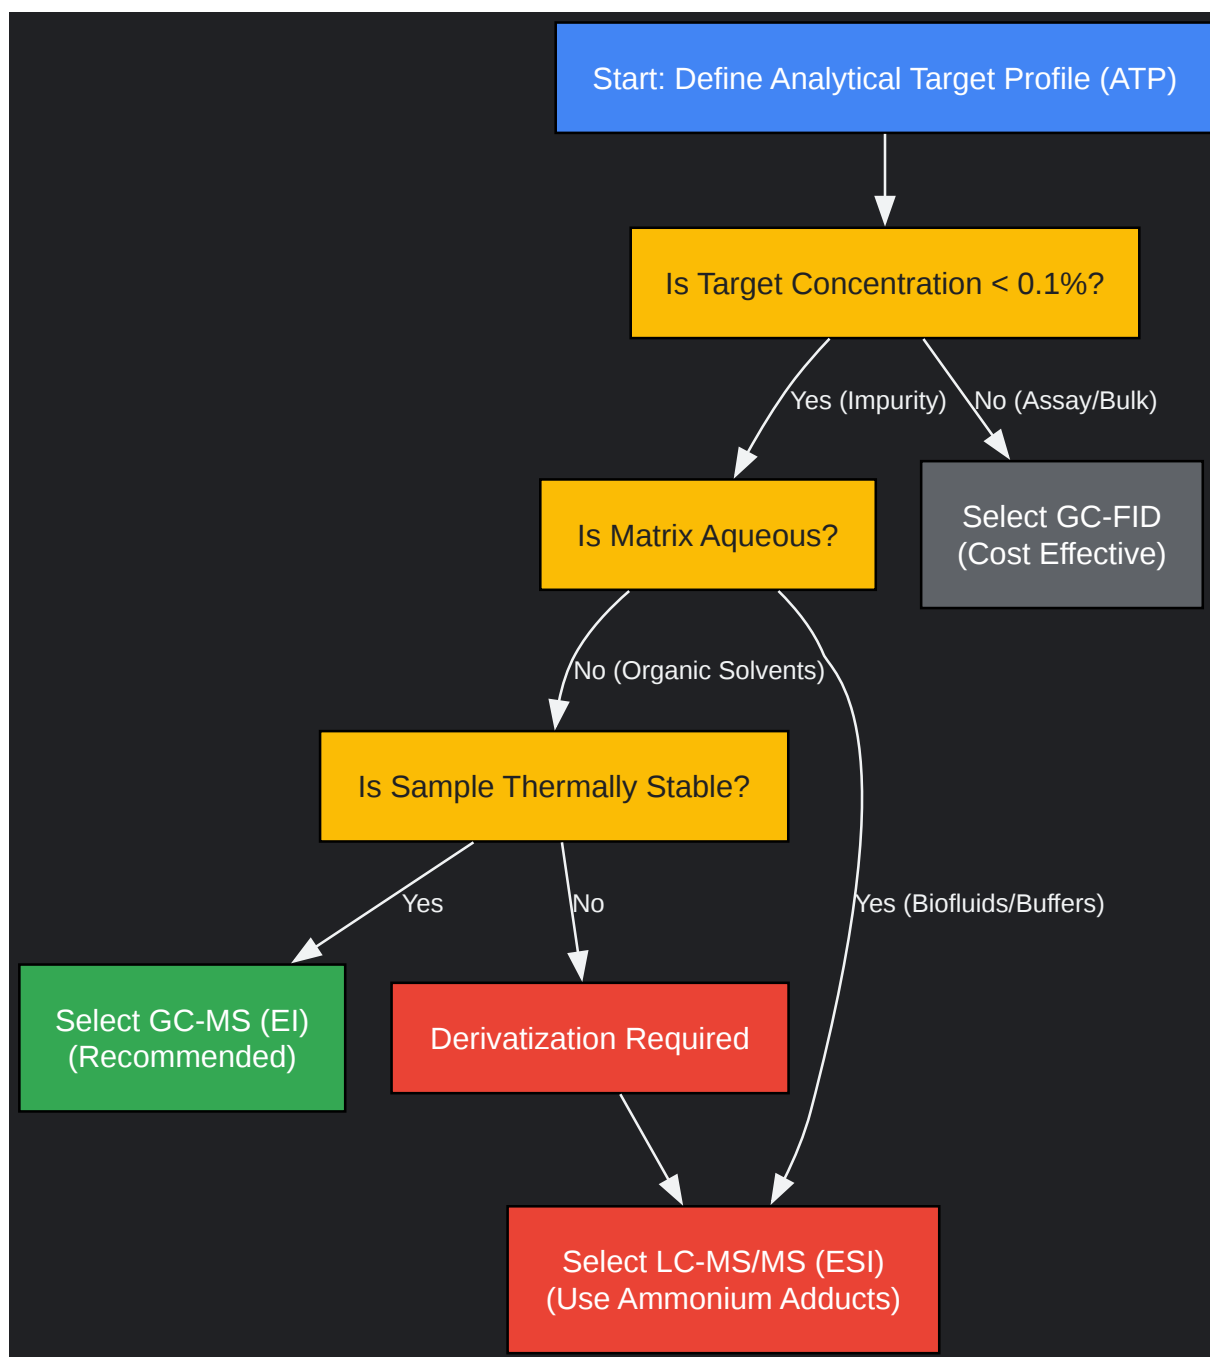 Start: Define Analytical Target Profile (ATP)
Is Target Concentration < 0.1%?
Yes (Impurity)
No (Assay/Bulk)
Select GC-FID
(Cost Effective)
Is Matrix Aqueous?
No (Organic Solvents)
Is Sample Thermally Stable?
Yes
No
Yes (Biofluids/Buffers)
Select GC-MS (EI)
(Recommended)
Derivatization Required
Select LC-MS/MS (ESI)
(Use Ammonium Adducts)